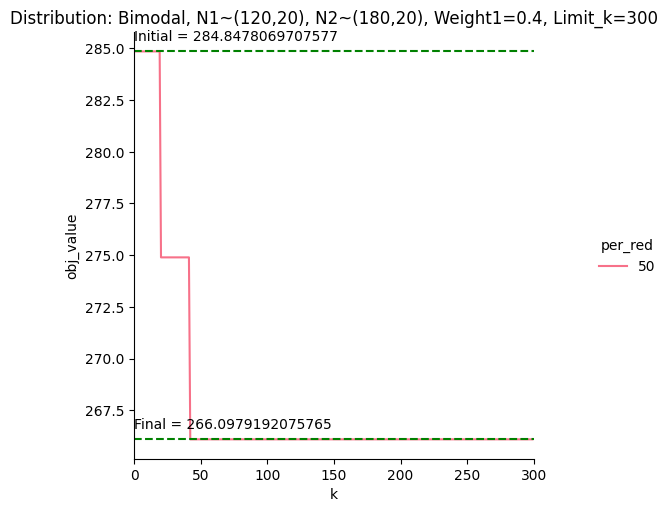 Distribution: Bimodal, N1~(120,20), N2~(180,20), Weight1=0.4, Limit_k=300
Initial = 284.8478069707577
285.0
282.5
280.0
277.5
275.0
272.5
270.0
267.5
obj_value
per_red
50
Final = 266.0979192075765
0 50 100 150 200 250 300
k